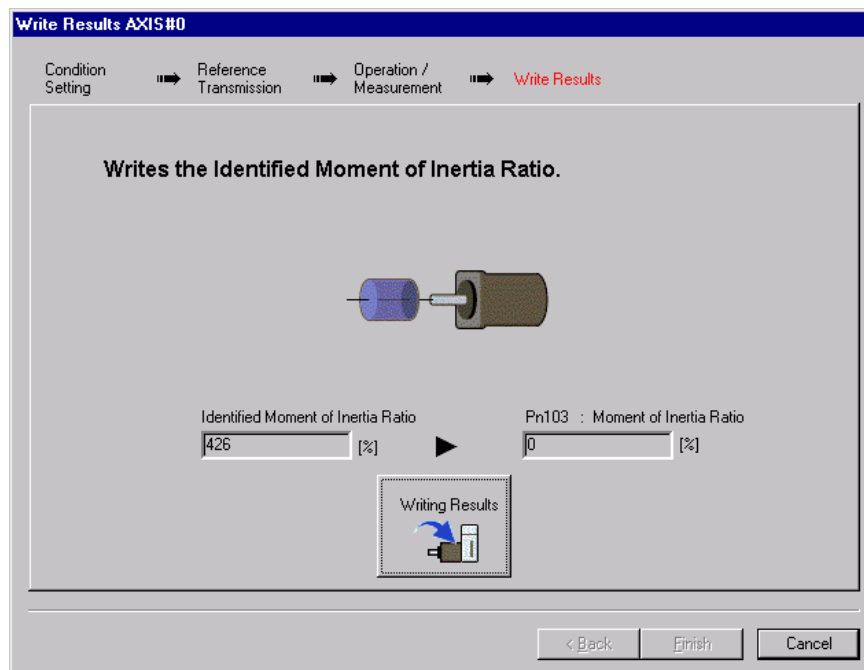 Write Results AXIS#0
Condition Setting
Reference Transmission
Operation / Measurement
Write Results
Writes the Identified Moment of Inertia Ratio.
Identified Moment of Inertia Ratio
Pn103 : Moment of Inertia Ratio
426 [%]
0 [%]
Writing Results
< Back
Finish
Cancel